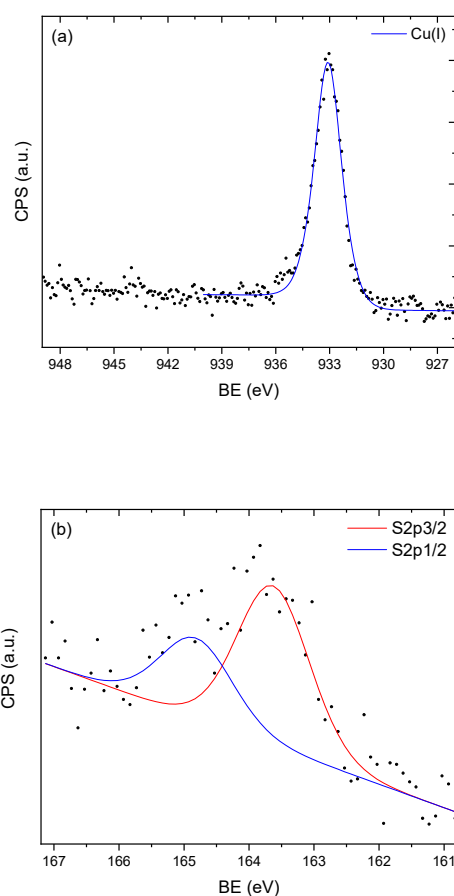 (a)
Cu(I)
CPS (a.u.)
948 945 942 939 936 933 930 927
BE (eV)
(b)
S2p3/2
S2p1/2
CPS (a.u.)
167 166 165 164 163 162 161
BE (eV)